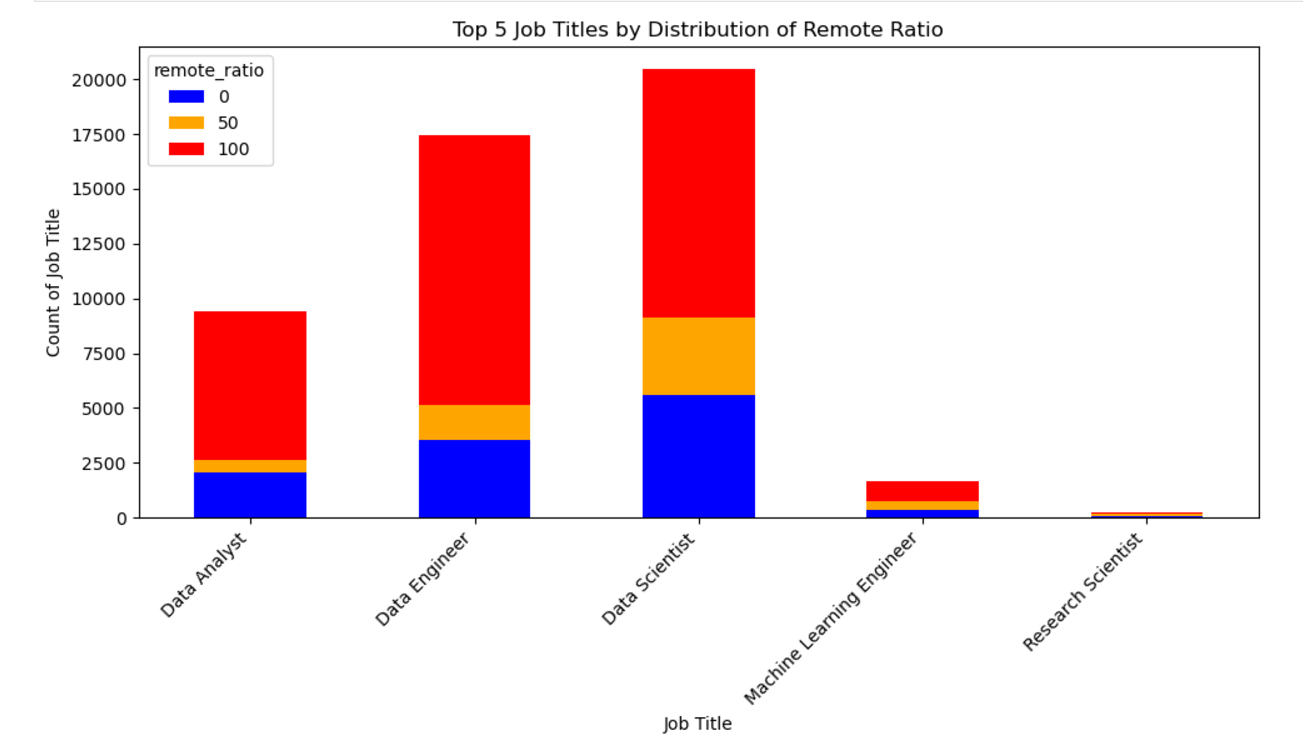 Top 5 Job Titles by Distribution of Remote Ratio
remote_ratio
0
50
100
Count of Job Title
20000
17500
15000
12500
10000
7500
5000
2500
0
Data Analyst
Data Engineer
Data Scientist
Machine Learning Engineer
Research Scientist
Job Title